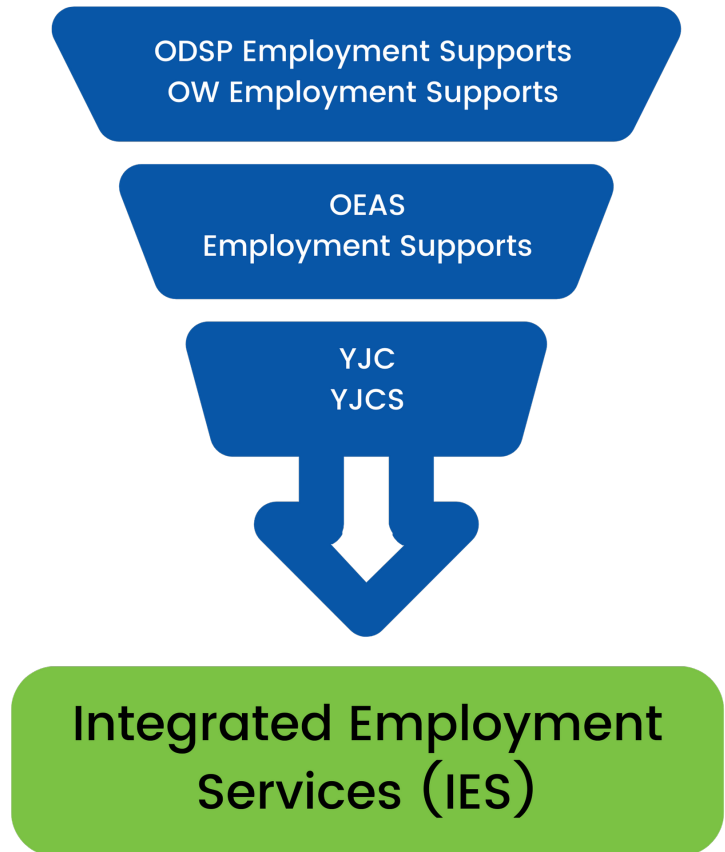 ODSP Employment Supports
OW Employment Supports
OEAS
Employment Supports
YJC
YJCS
Integrated Employment
Services (IES)